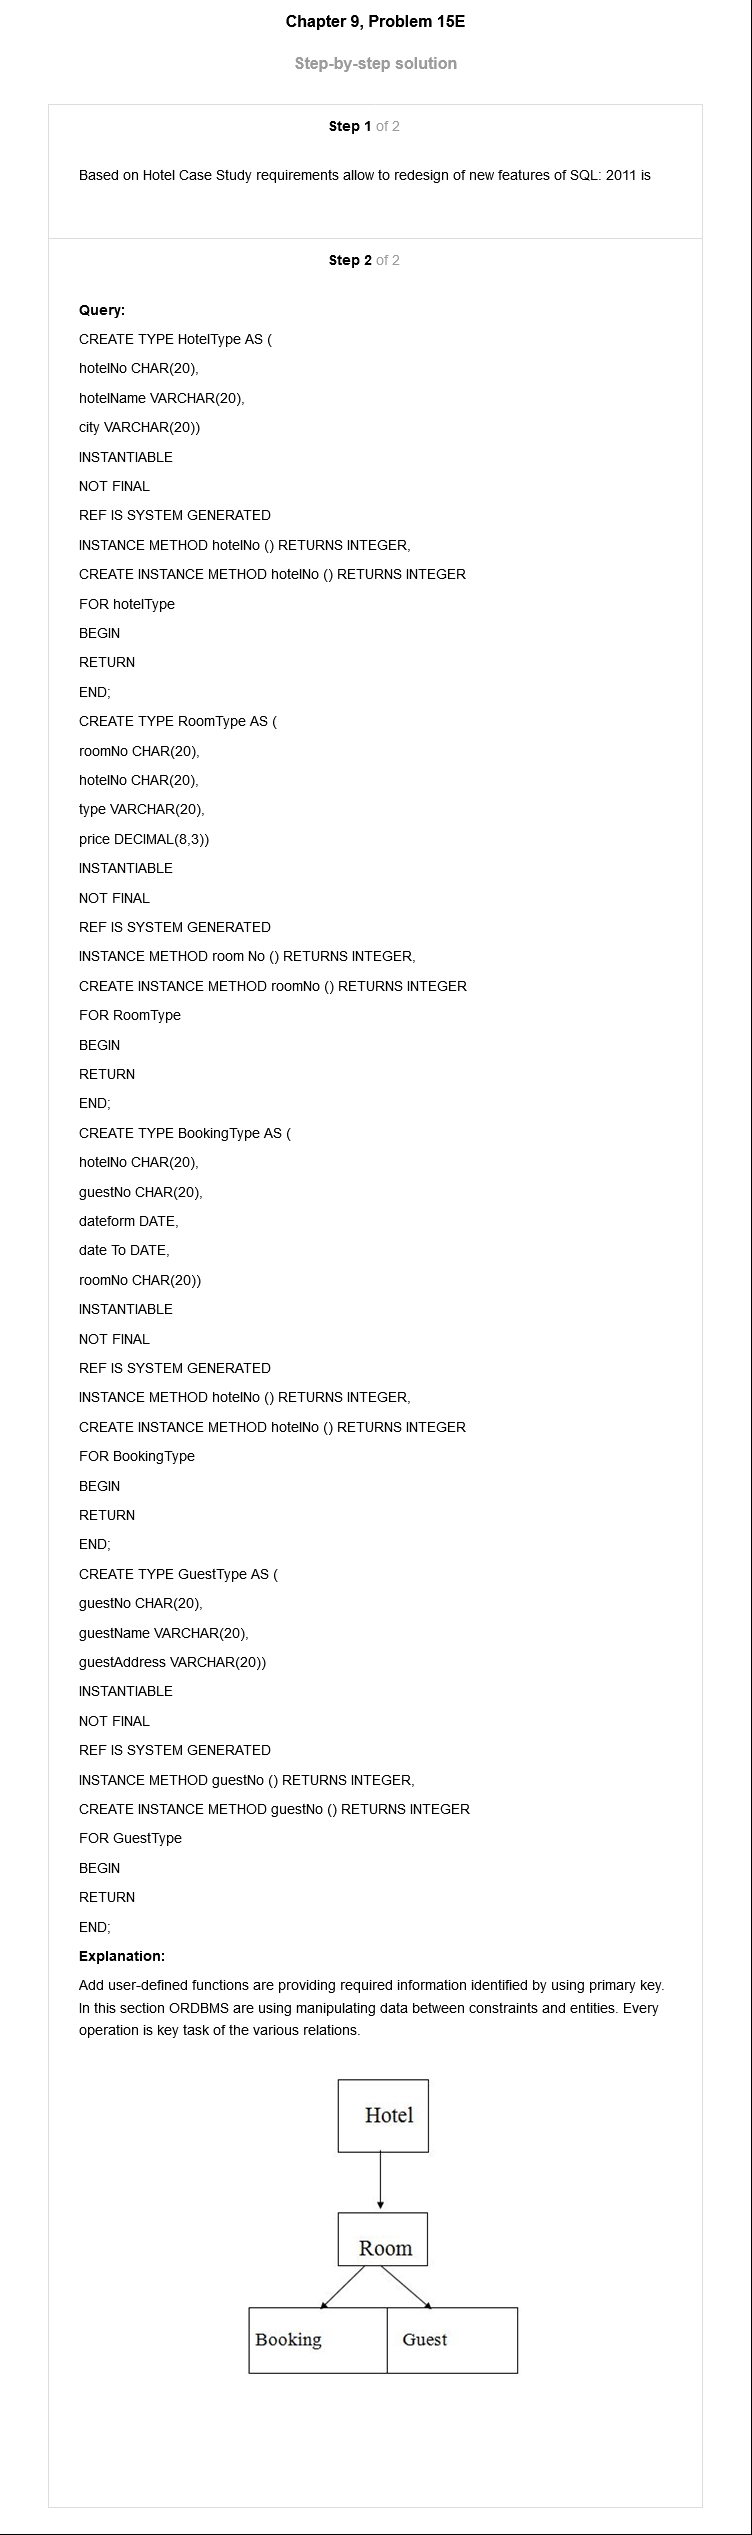 Chapter 9, Problem 15E
Step-by-step solution
Step 1 of 2
Based on Hotel Case Study requirements allow to redesign of new features of SQL: 2011 is
Step 2 of 2
Query:
CREATE TYPE HotelType AS (
hotelNo CHAR(20),
hotelName VARCHAR(20),
city VARCHAR(20))
INSTANTIABLE
NOT FINAL
REF IS SYSTEM GENERATED
INSTANCE METHOD hotelNo () RETURNS INTEGER,
CREATE INSTANCE METHOD hotelNo () RETURNS INTEGER
FOR hotelType
BEGIN
RETURN
END;
CREATE TYPE RoomType AS (
roomNo CHAR(20),
hotelNo CHAR(20),
type VARCHAR(20),
price DECIMAL(8,3))
INSTANTIABLE
NOT FINAL
REF IS SYSTEM GENERATED
INSTANCE METHOD room No () RETURNS INTEGER,
CREATE INSTANCE METHOD roomNo () RETURNS INTEGER
FOR RoomType
BEGIN
RETURN
END;
CREATE TYPE BookingType AS (
hotelNo CHAR(20),
guestNo CHAR(20),
dateform DATE,
date To DATE,
roomNo CHAR(20))
INSTANTIABLE
NOT FINAL
REF IS SYSTEM GENERATED
INSTANCE METHOD hotelNo () RETURNS INTEGER,
CREATE INSTANCE METHOD hotelNo () RETURNS INTEGER
FOR BookingType
BEGIN
RETURN
END;
CREATE TYPE GuestType AS (
guestNo CHAR(20),
guestName VARCHAR(20),
guestAddress VARCHAR(20))
INSTANTIABLE
NOT FINAL
REF IS SYSTEM GENERATED
INSTANCE METHOD guestNo () RETURNS INTEGER,
CREATE INSTANCE METHOD guestNo () RETURNS INTEGER
FOR GuestType
BEGIN
RETURN
END;
Explanation:
Add user-defined functions are providing required information identified by using primary key.
In this section ORDBMS are using manipulating data between constraints and entities. Every
operation is key task of the various relations.
Hotel
Room
Booking
Guest